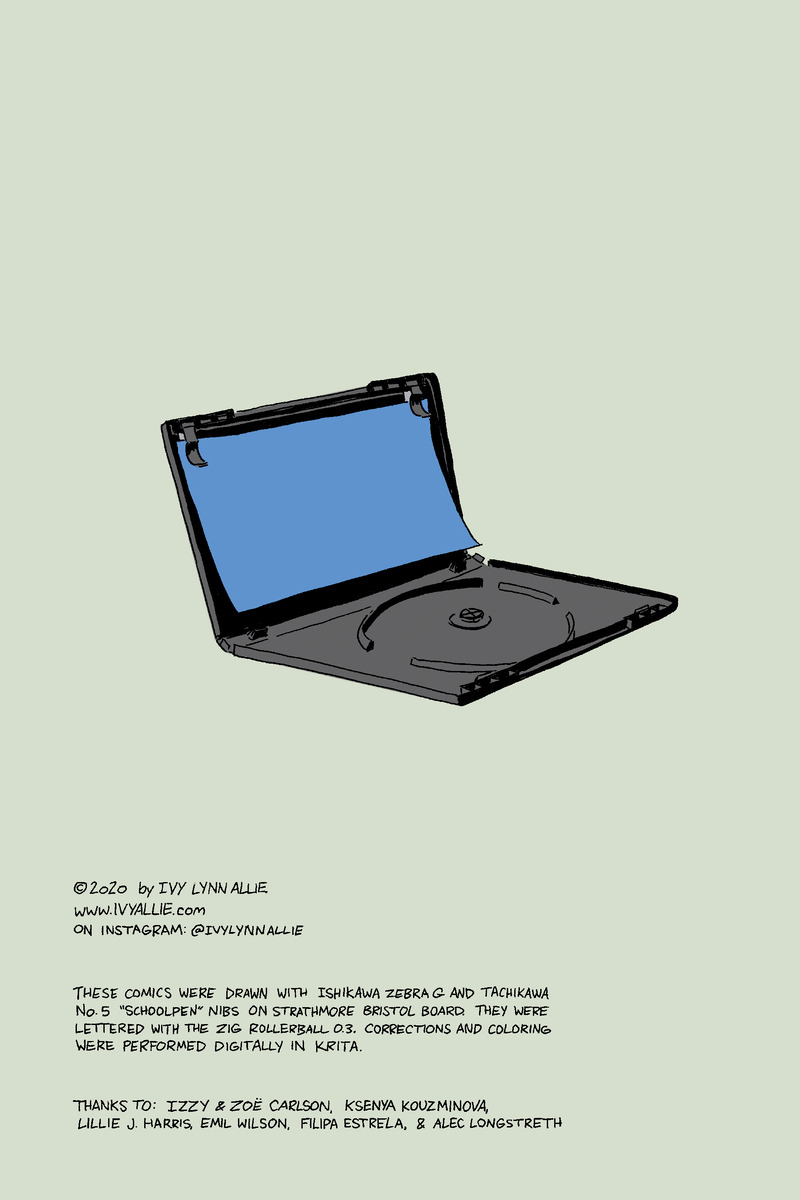 ©2020 by IVY LYNN ALLIE
www.IVYALLIE.com
ON INSTAGRAM: @IVYLYNNALLIE
THESE COMICS WERE DRAWN WITH ISHIKAWA ZEBRA G AND TACHIKAWA
No. 5 "SCHOOLPEN" NIBS ON STRATHMORE BRISTOL BOARD. THEY WERE
LETTERED WITH THE ZIG ROLLERBALL 0.3. CORRECTIONS AND COLORING
WERE PERFORMED DIGITALLY IN KRITA.
THANKS TO: IZZY & ZOË CARLSON, KSENYA KOUZMINOVA,
LILLIE J. HARRIS, EMIL WILSON, FILIPA ESTRELA, & ALEC LONGSTRETH